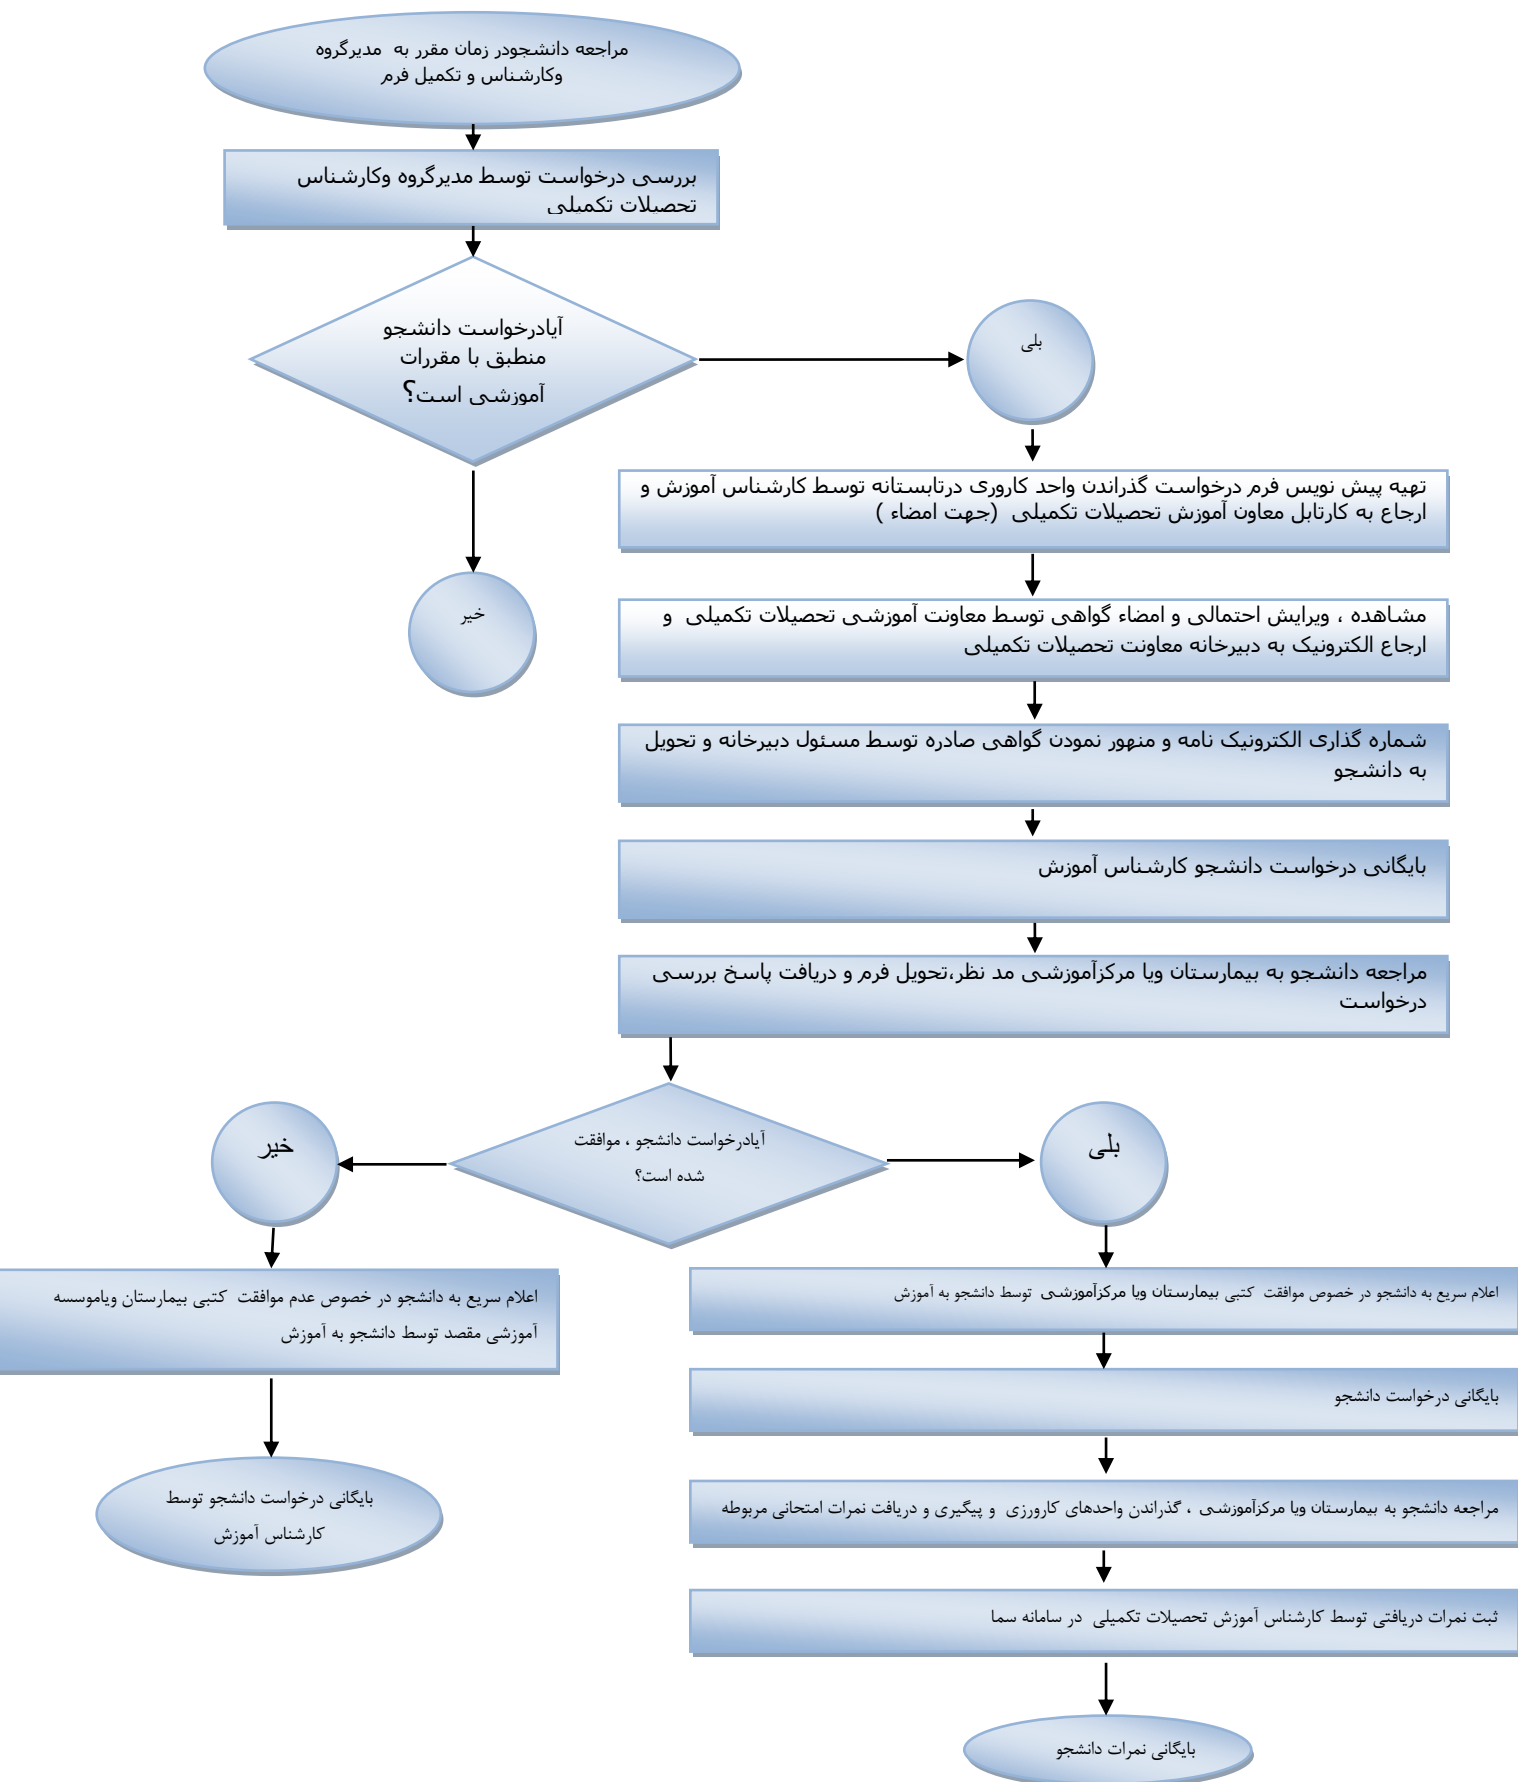 مراجعه دانشجودر زمان مقرر به مدیرگروه
وکارشناس و تکمیل فرم
بررسی درخواست توسط مدیرگروه وکارشناس
تحصیلات تکمیلی
آیادرخواست دانشجو
منطبق با مقررات
آموزشی است؟
بلی
خیر
تهیه پیش نویس فرم درخواست گذراندن واحد کاروری درتابستانه توسط کارشناس آموزش و
ارجاع به کارتابل معاون آموزش تحصیلات تکمیلی (جهت امضاء )
مشاهده ، ویرایش احتمالی و امضاء گواهی توسط معاونت آموزشی تحصیلات تکمیلی و
ارجاع الکترونیک به دبیرخانه معاونت تحصیلات تکمیلی
شماره گذاری الکترونیک نامه و منهور نمودن گواهی صادره توسط مسئول دبیرخانه و تحویل
به دانشجو
بایگانی درخواست دانشجو کارشناس آموزش
مراجعه دانشجو به بیمارستان ویا مرکزآموزشی مد نظر،تحویل فرم و دریافت پاسخ بررسی
درخواست
آیادرخواست دانشجو ، موافقت
شده است؟
بلی
خیر
اعلام سریع به دانشجو در خصوص موافقت کتبی بیمارستان ویا مرکزآموزشی توسط دانشجو به آموزش
بایگانی درخواست دانشجو
مراجعه دانشجو به بیمارستان ویا مرکزآموزشی ، گذراندن واحدهای کارورزی و پیگیری و دریافت نمرات امتحانی مربوطه
ثبت نمرات دریافتی توسط کارشناس آموزش تحصیلات تکمیلی در سامانه سما
بایگانی نمرات دانشجو
اعلام سریع به دانشجو در خصوص عدم موافقت کتبی بیمارستان ویاموسسه
آموزشی مقصد توسط دانشجو به آموزش
بایگانی درخواست دانشجو توسط
کارشناس آموزش